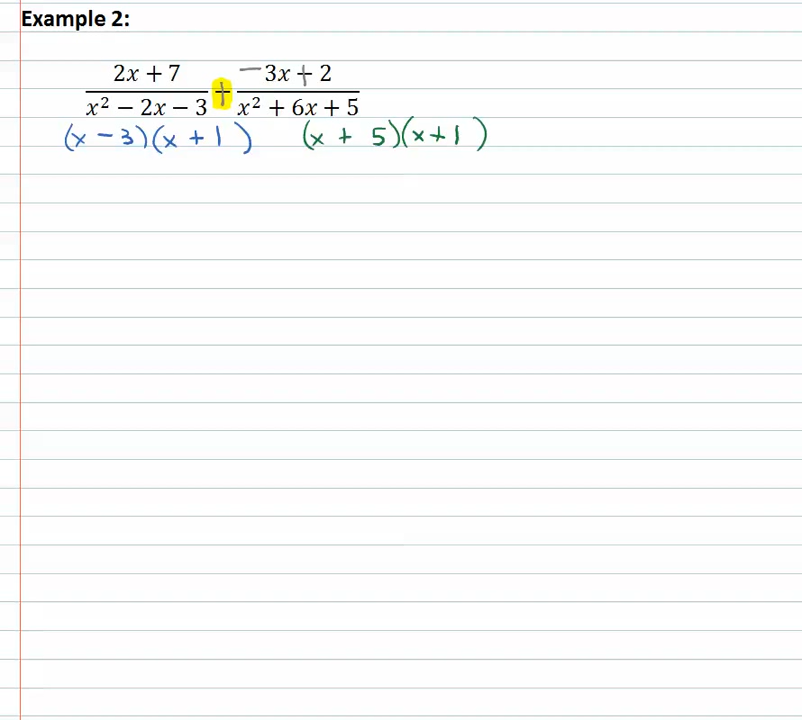 Example 2:
2x + 7 + −3x + 2
x² − 2x − 3 x² + 6x + 5
(x − 3)(x + 1) (x + 5)(x + 1)